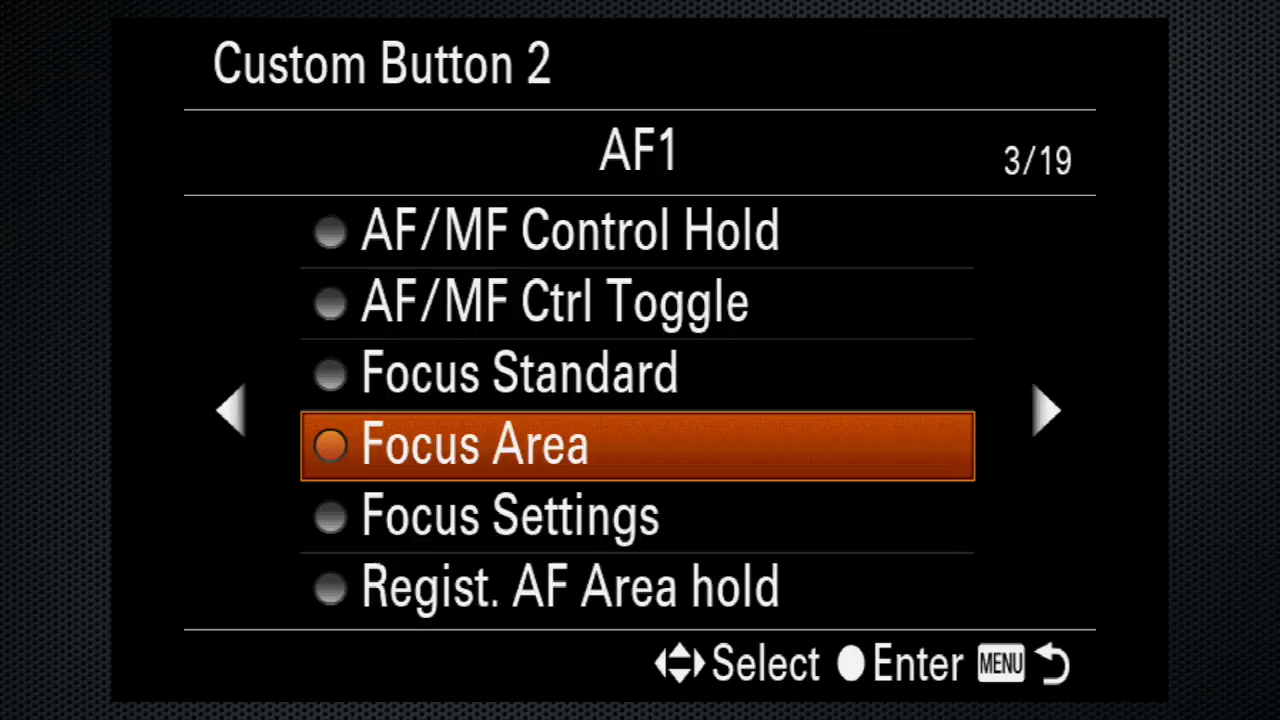 Custom Button 2
AF1
3/19
AF/MF Control Hold
AF/MF Ctrl Toggle
Focus Standard
Focus Area
Focus Settings
Regist. AF Area hold
Select Enter MENU